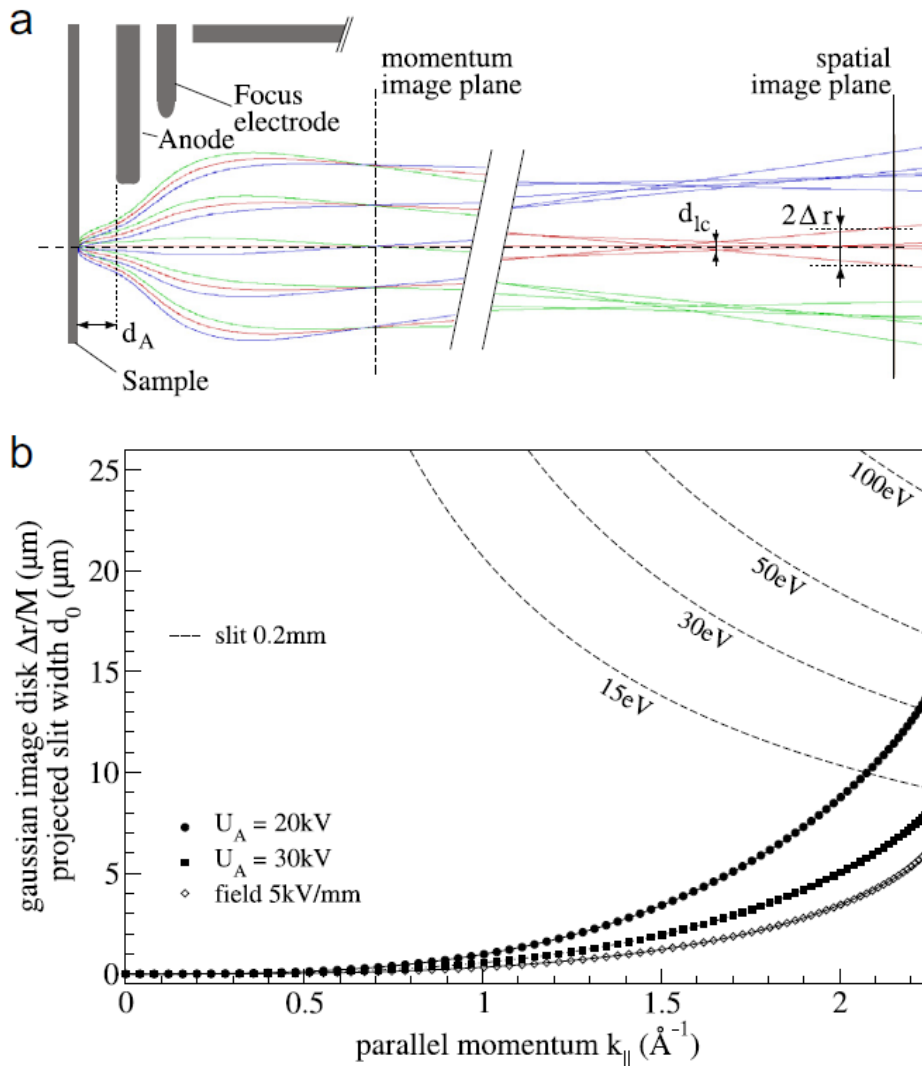 a
momentum
image plane
spatial
image plane
Focus
electrode
Anode
d_lc
2Δr
d_A
Sample
b
gaussian image disk Δr/M (μm)
projected slit width d_0 (μm)
25
20
15
10
5
0
100eV
50eV
30eV
15eV
slit 0.2mm
U_A = 20kV
U_A = 30kV
field 5kV/mm
0 0.5 1 1.5 2
parallel momentum k_|| (Å⁻¹)